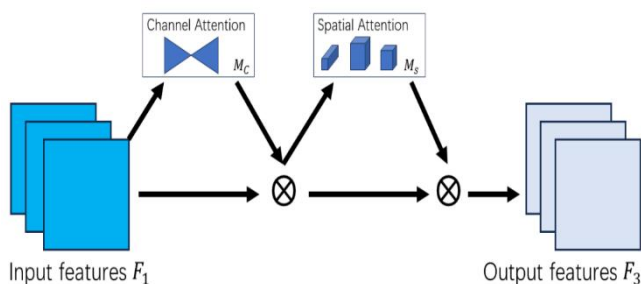 Channel Attention
M_C
Spatial Attention
M_s
Input features F_1
Output features F_3